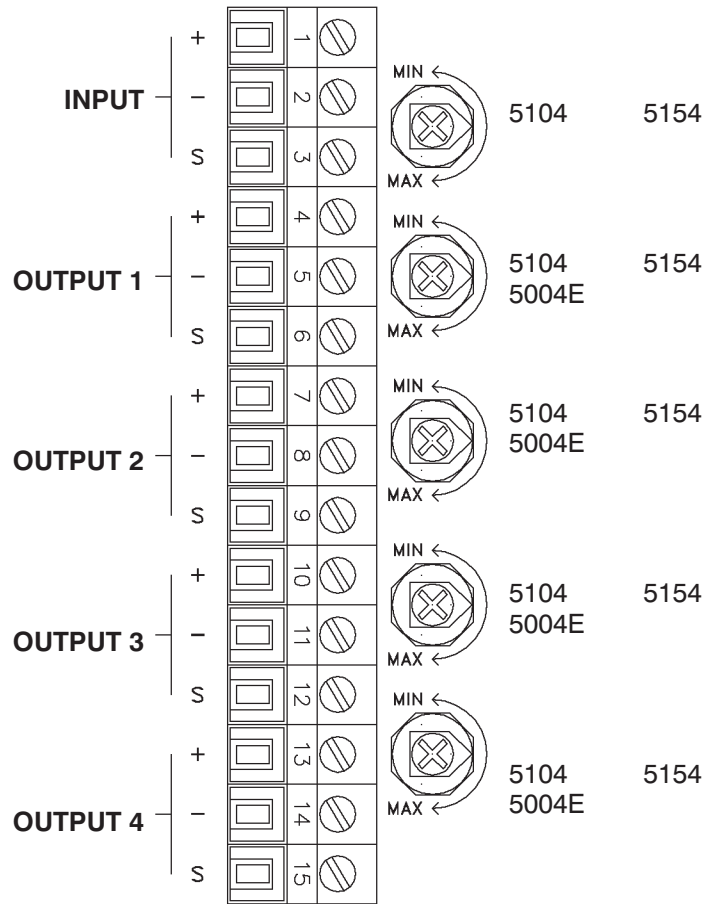 + 1
MIN
INPUT - 2 5104 5154
S 3
MAX
+ 4
MIN
OUTPUT 1 - 5 5104 5154
5004E
S 6
MAX
+ 7
MIN
5104 5154
OUTPUT 2 - 8 5004E
MAX
S 9
MIN
+ 10
5104 5154
OUTPUT 3 - 11 5004E
MAX
S 12
MIN
+ 13
5104 5154
5004E
OUTPUT 4 - 14
MAX
S 15